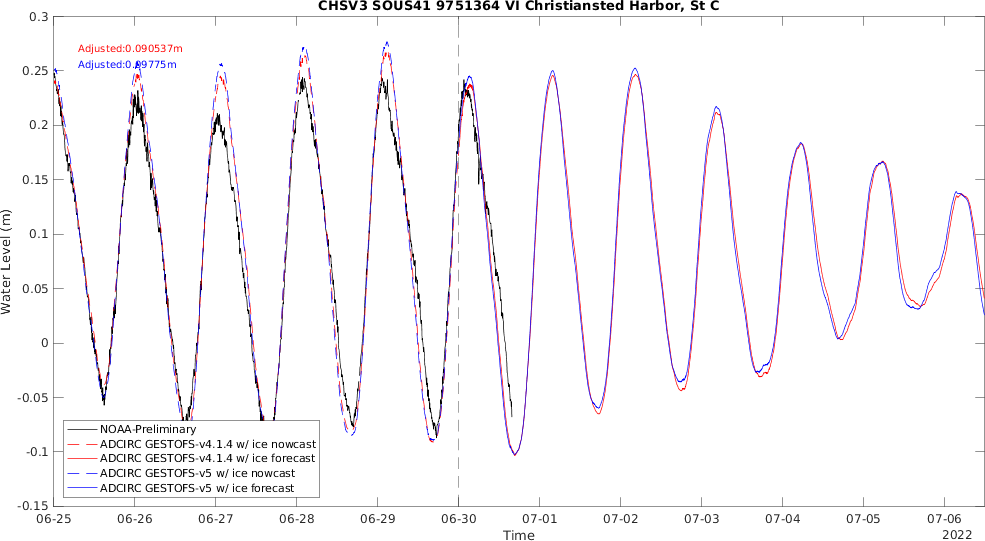 CHSV3 SOUS41 9751364 VI Christiansted Harbor, St C
0.3
0.25
0.2
0.15
0.1
0.05
0
-0.05
-0.1
-0.15
Water Level (m)
Adjusted:0.090537m
Adjusted:0.09775m
NOAA-Preliminary
ADCIRC GESTOFS-v4.1.4 w/ ice nowcast
ADCIRC GESTOFS-v4.1.4 w/ ice forecast
ADCIRC GESTOFS-v5 w/ ice nowcast
ADCIRC GESTOFS-v5 w/ ice forecast
06-25 06-26 06-27 06-28 06-29 06-30 07-01 07-02 07-03 07-04 07-05 07-06
Time
2022